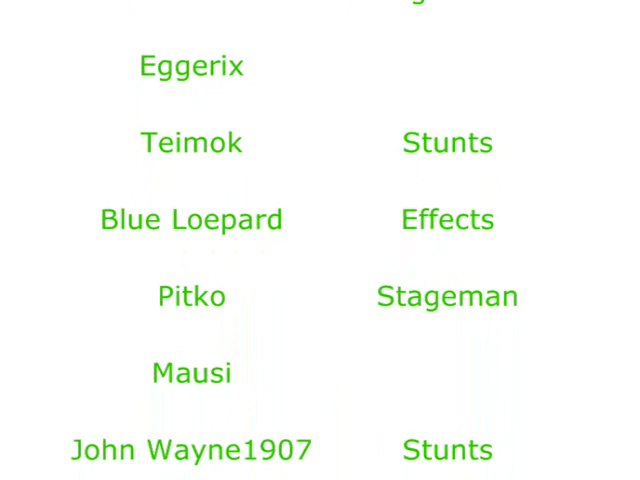 Eggerix
Teimok Stunts
Blue Loepard Effects
Pitko Stageman
Mausi
John Wayne1907 Stunts